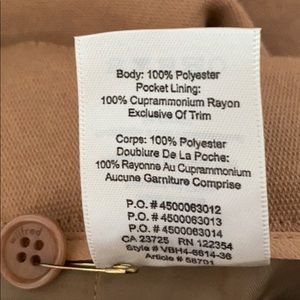 Body: 100% Polyester
Pocket Lining:
100% Cuprammonium Rayon
Exclusive Of Trim
Corps: 100% Polyester
Doublure De La Poche:
100% Rayonne Au Cuprammonium
Aucune Garniture Comprise
P.O. # 4500063012
P.O. # 4500063013
P.O. # 4500063014
CA 23725 RN 122354
Style # VBH4-6614-36
Article # 58701
wilfred